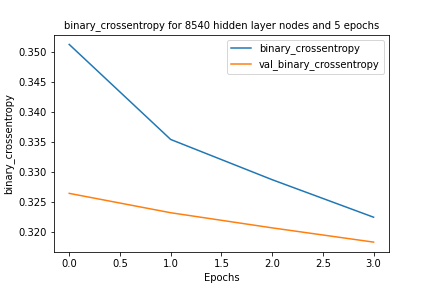 binary_crossentropy for 8540 hidden layer nodes and 5 epochs
binary_crossentropy
val_binary_crossentropy
binary_crossentropy
0.350
0.345
0.340
0.335
0.330
0.325
0.320
0.0 0.5 1.0 1.5 2.0 2.5 3.0
Epochs